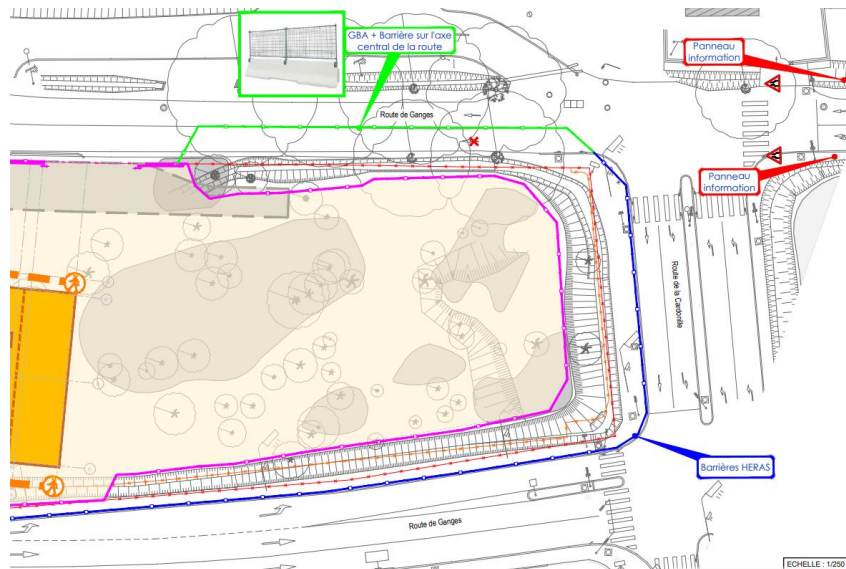 GBA + Barrière sur l'axe
central de la route
Panneau
information
Route de Ganges
Panneau
information
Route de la Cardonille
Barrières HERAS
Route de Ganges
ECHELLE : 1/250